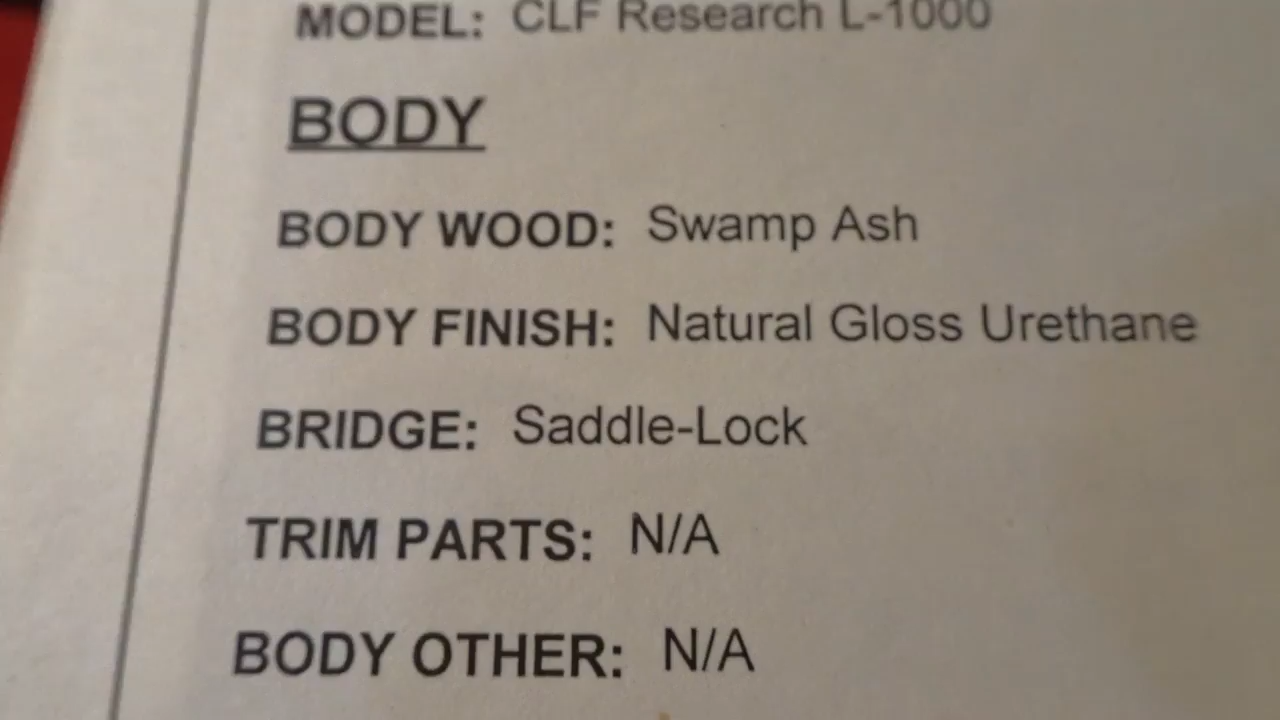 MODEL: CLF Research L-1000
BODY
BODY WOOD: Swamp Ash
BODY FINISH: Natural Gloss Urethane
BRIDGE: Saddle-Lock
TRIM PARTS: N/A
BODY OTHER: N/A